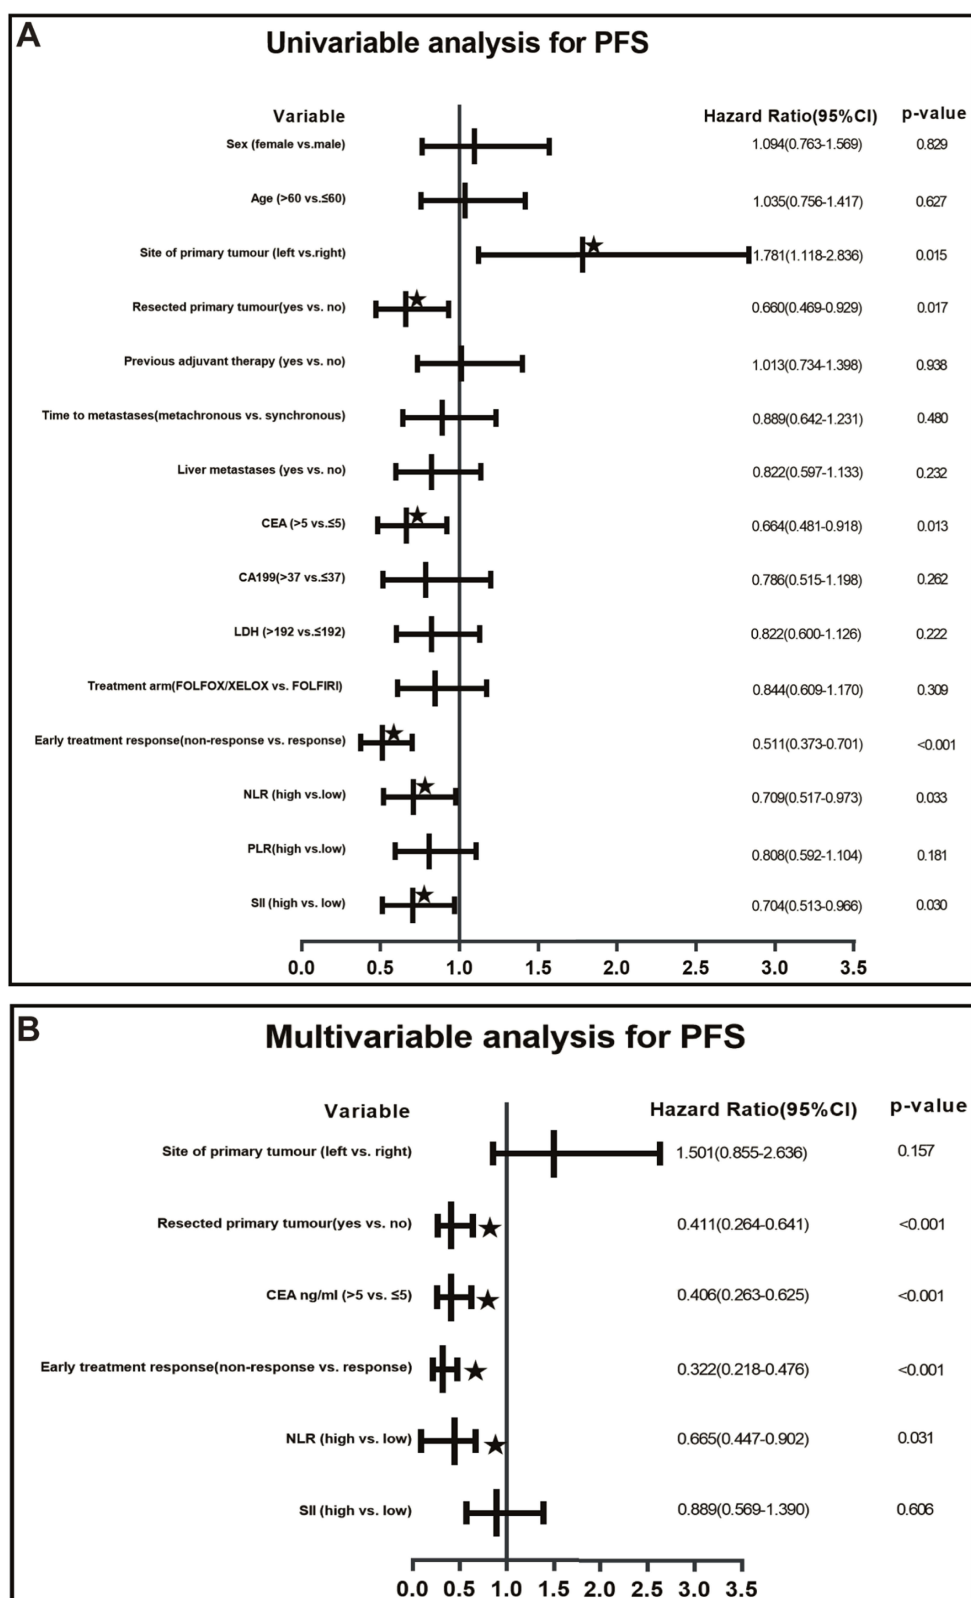 A
Univariable analysis for PFS
Variable Hazard Ratio(95%CI) p-value
Sex (female vs.male) 1.094(0.763-1.569) 0.829
Age (>60 vs.≤60) 1.035(0.756-1.417) 0.627
Site of primary tumour (left vs.right) 1.781(1.118-2.836) 0.015
Resected primary tumour(yes vs. no) 0.660(0.469-0.929) 0.017
Previous adjuvant therapy (yes vs. no) 1.013(0.734-1.398) 0.938
Time to metastases(metachronous vs. synchronous) 0.889(0.642-1.231) 0.480
Liver metastases (yes vs. no) 0.822(0.597-1.133) 0.232
CEA (>5 vs.≤5) 0.664(0.481-0.918) 0.013
CA199(>37 vs.≤37) 0.786(0.515-1.198) 0.262
LDH (>192 vs.≤192) 0.822(0.600-1.126) 0.222
Treatment arm(FOLFOX/XELOX vs. FOLFIRI) 0.844(0.609-1.170) 0.309
Early treatment response(non-response vs. response) 0.511(0.373-0.701) <0.001
NLR (high vs.low) 0.709(0.517-0.973) 0.033
PLR(high vs.low) 0.808(0.592-1.104) 0.181
SII (high vs. low) 0.704(0.513-0.966) 0.030
0.0 0.5 1.0 1.5 2.0 2.5 3.0 3.5
B
Multivariable analysis for PFS
Variable Hazard Ratio(95%CI) p-value
Site of primary tumour (left vs. right) 1.501(0.855-2.636) 0.157
Resected primary tumour(yes vs. no) 0.411(0.264-0.641) <0.001
CEA ng/ml (>5 vs. ≤5) 0.406(0.263-0.625) <0.001
Early treatment response(non-response vs. response) 0.322(0.218-0.476) <0.001
NLR (high vs. low) 0.665(0.447-0.902) 0.031
SII (high vs. low) 0.889(0.569-1.390) 0.606
0.0 0.5 1.0 1.5 2.0 2.5 3.0 3.5